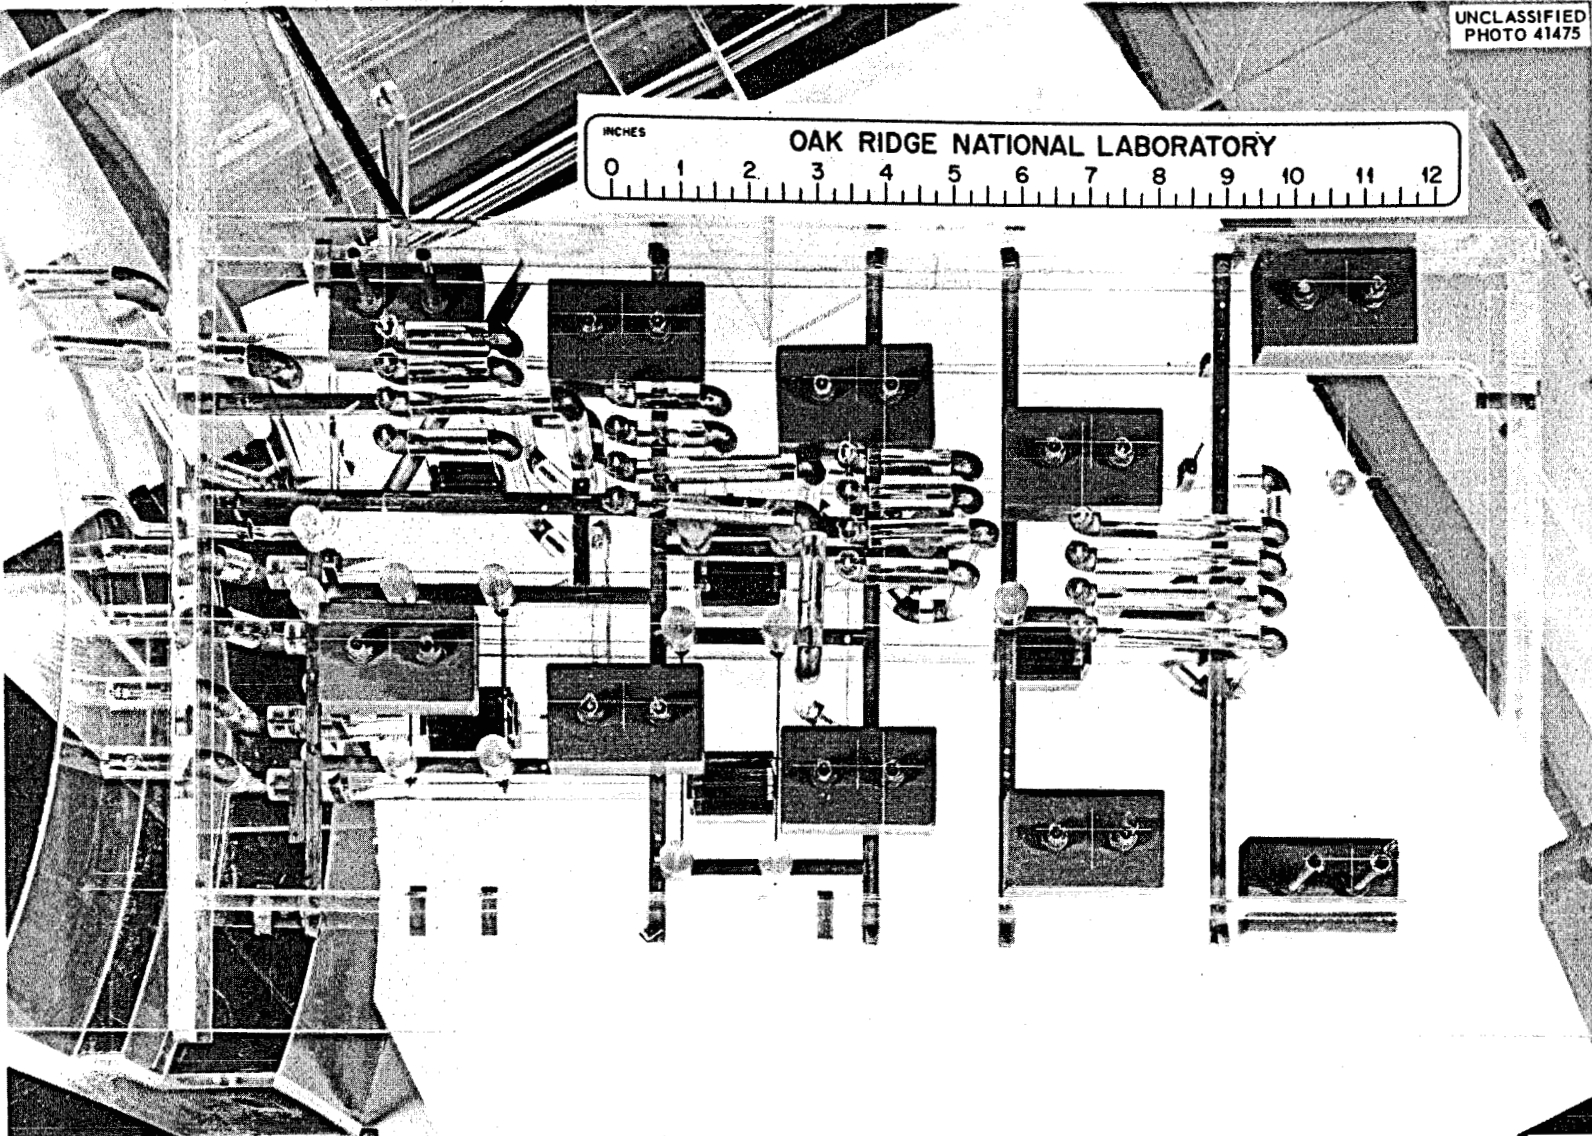 UNCLASSIFIED
PHOTO 41475
INCHES
OAK RIDGE NATIONAL LABORATORY
0 1 2 3 4 5 6 7 8 9 10 11 12